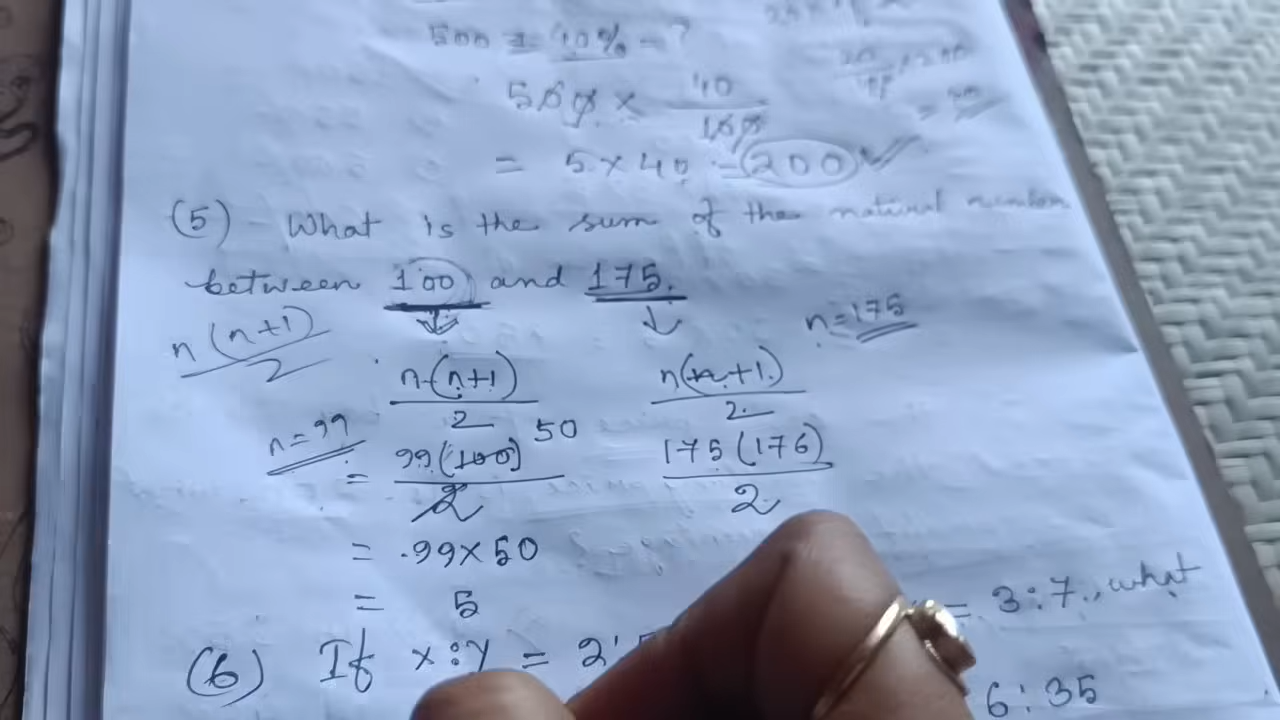 500 = 40% - ?
500 × 40/100
= 5×40 = 200
(5) - What is the sum of the natural number
between 100 and 175.
n(n+1)/2
n=175
n(n+1)/2 n(n+1)/2
n=99
= 99(100)/2 50 175(176)/2
= 99×50
= 5
(6) If x:y = 2: = 3:7, what
6:35